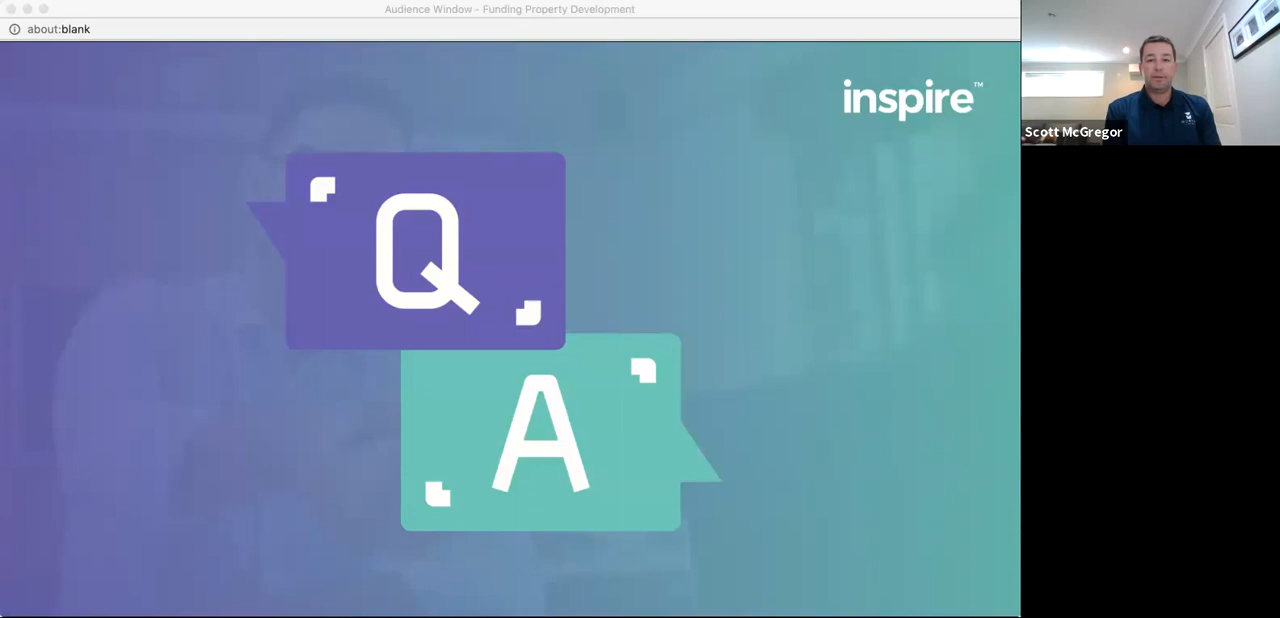 Audience Window - Funding Property Development
about:blank
inspire™
Q
A
Scott McGregor